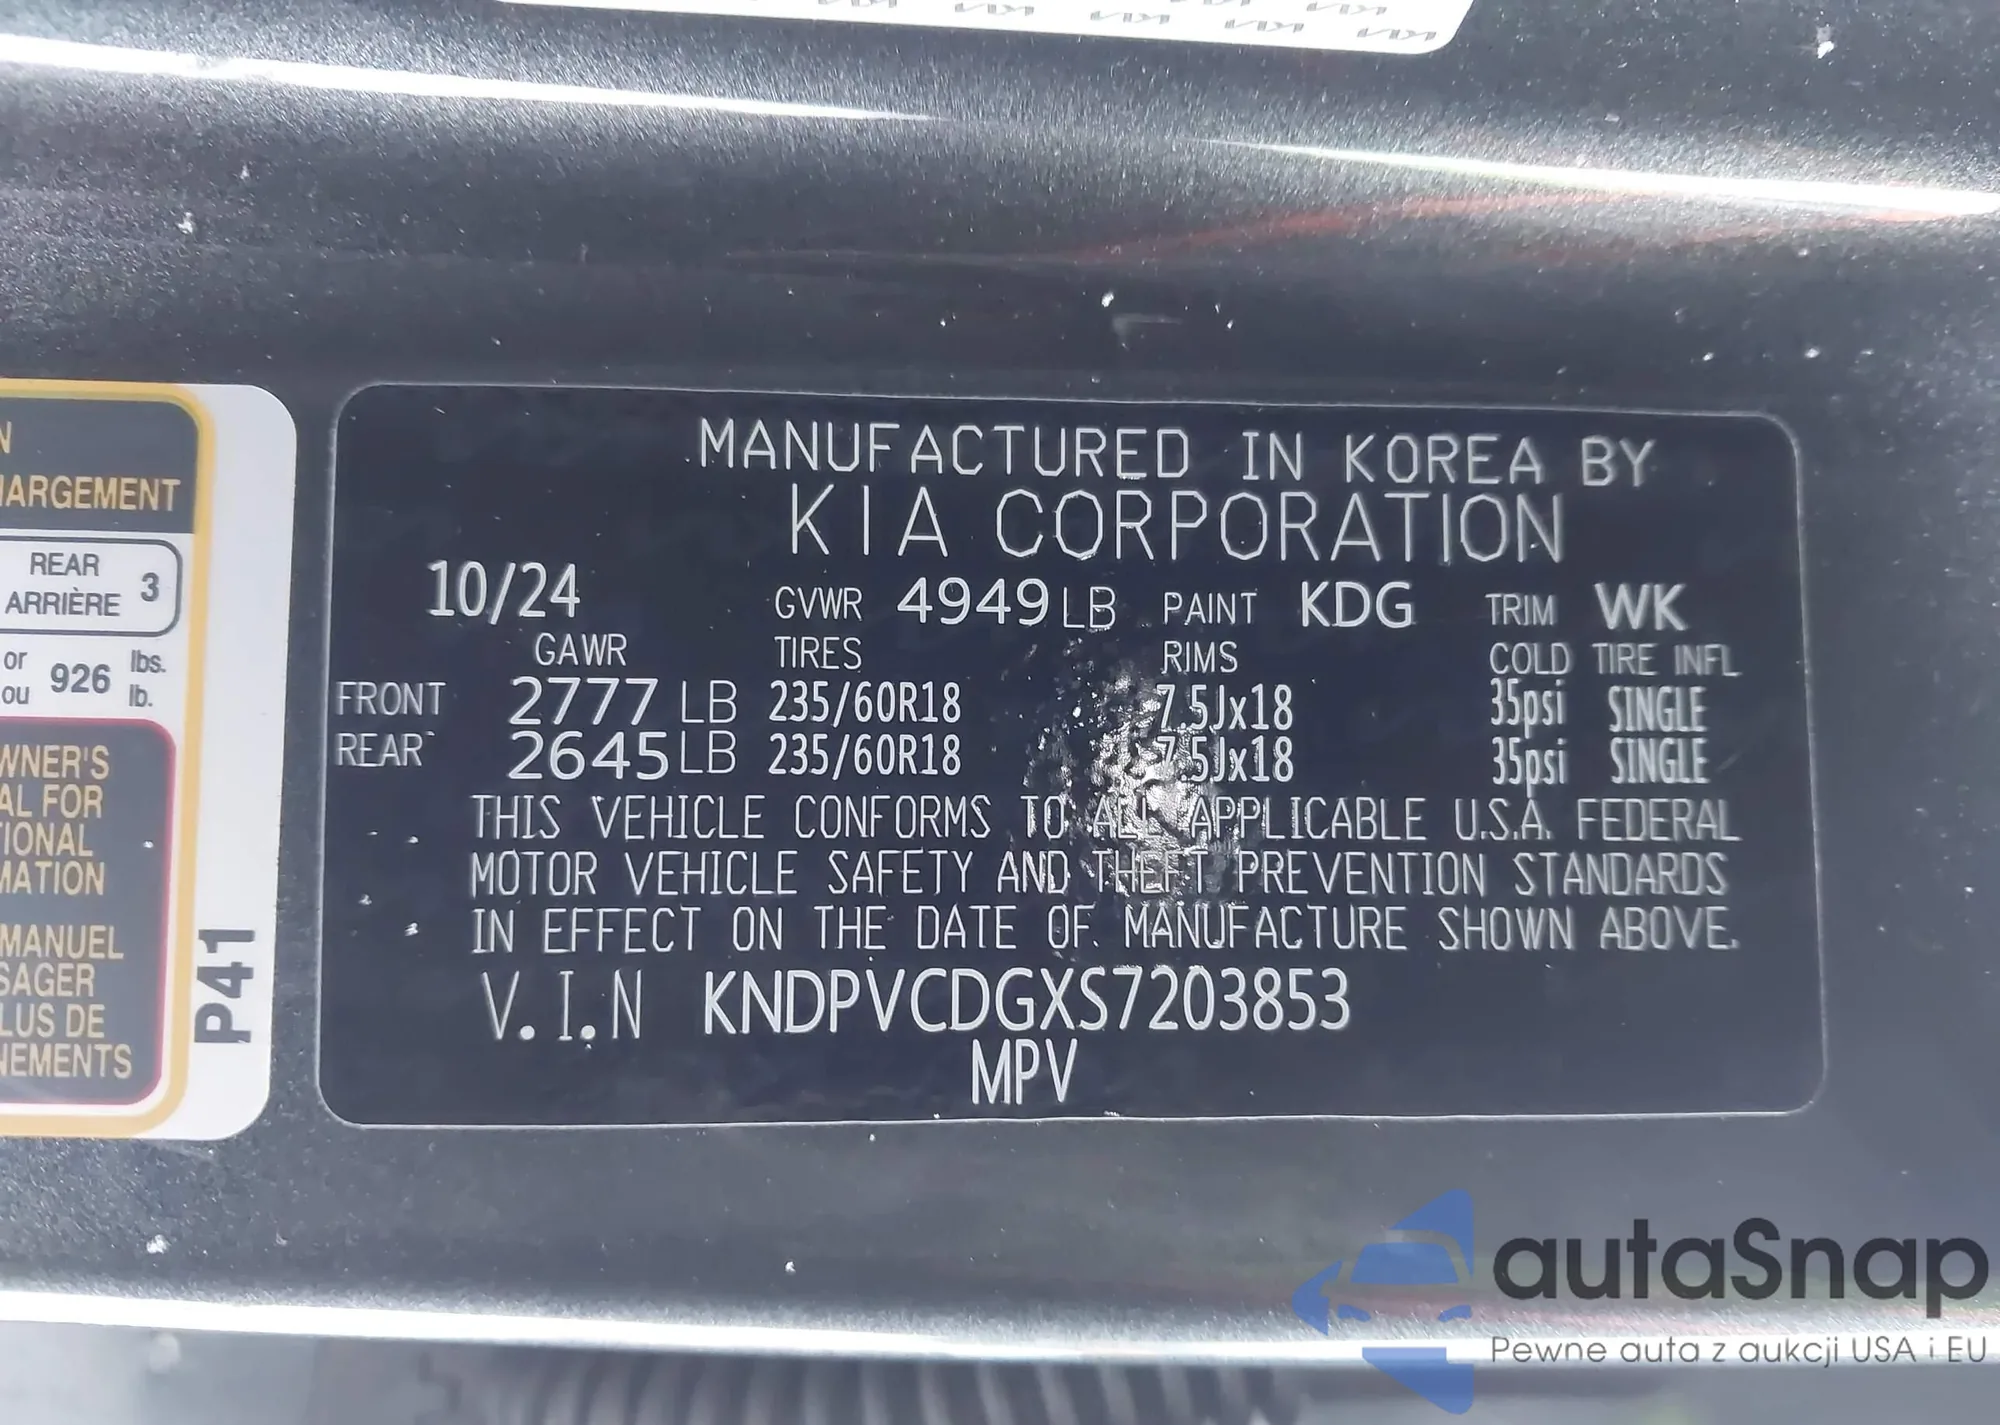 MANUFACTURED IN KOREA BY
KIA CORPORATION
10/24 GVWR 4949 LB PAINT KDG TRIM WK
GAWR TIRES RIMS COLD TIRE INFL
FRONT 2777 LB 235/60R18 7.5Jx18 35psi SINGLE
REAR 2645 LB 235/60R18 7.5Jx18 35psi SINGLE
THIS VEHICLE CONFORMS TO ALL APPLICABLE U.S.A. FEDERAL
MOTOR VEHICLE SAFETY AND THEFT PREVENTION STANDARDS
IN EFFECT ON THE DATE OF MANUFACTURE SHOWN ABOVE.
V.I.N KNDPVCDGXS7203853
MPV
N
HARGEMENT
REAR
ARRIÈRE 3
or
ou 926 lbs.
lb.
WNER'S
AL FOR
TIONAL
MATION
MANUEL
SAGER
LUS DE
NEMENTS
P41
autaSnap
Pewne auta z aukcji USA i EU